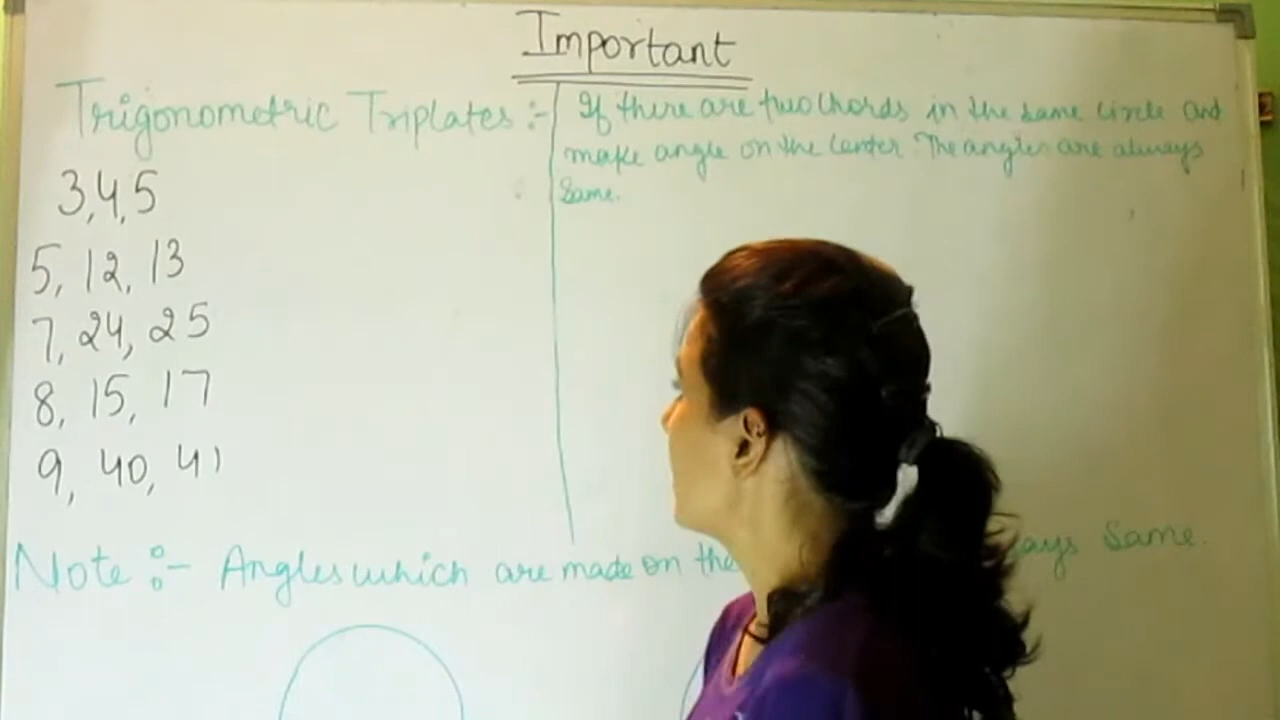 Important
Trigonometric Triplates :-
3,4,5
5, 12, 13
7, 24, 25
8, 15, 17
9, 40, 41
If there are two chords in the same circle and
make angle on the center. The angles are always
Same.
Note :- Angles which are made on the ays Same.